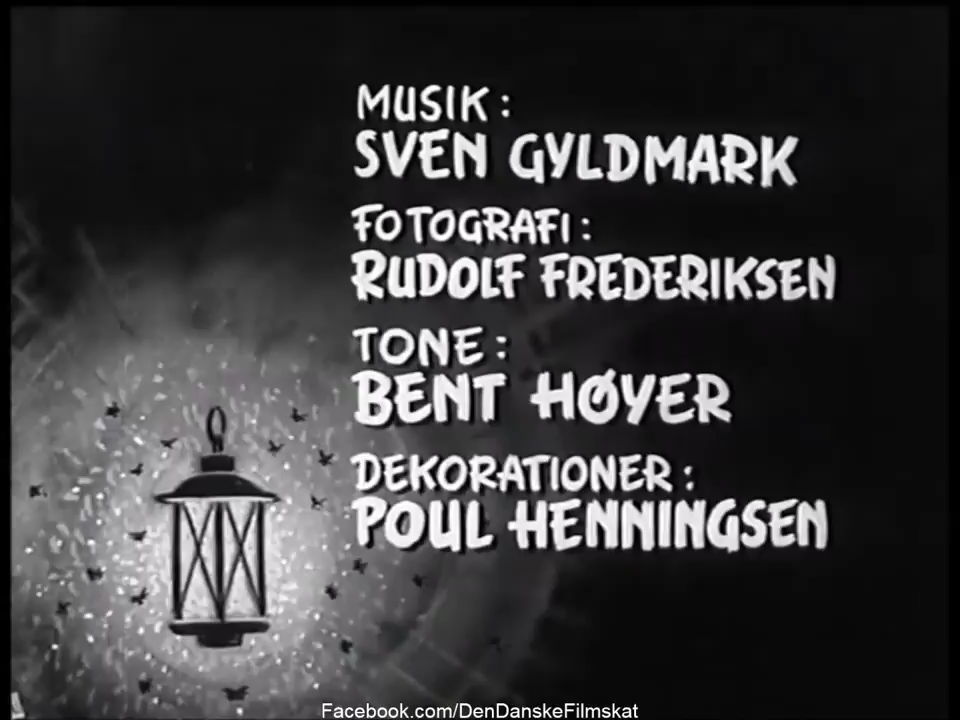 MUSIK:
SVEN GYLDMARK
FOTOGRAFI:
RUDOLF FREDERIKSEN
TONE:
BENT HØYER
DEKORATIONER:
POUL HENNINGSEN
Facebook.com/DenDanskeFilmskat